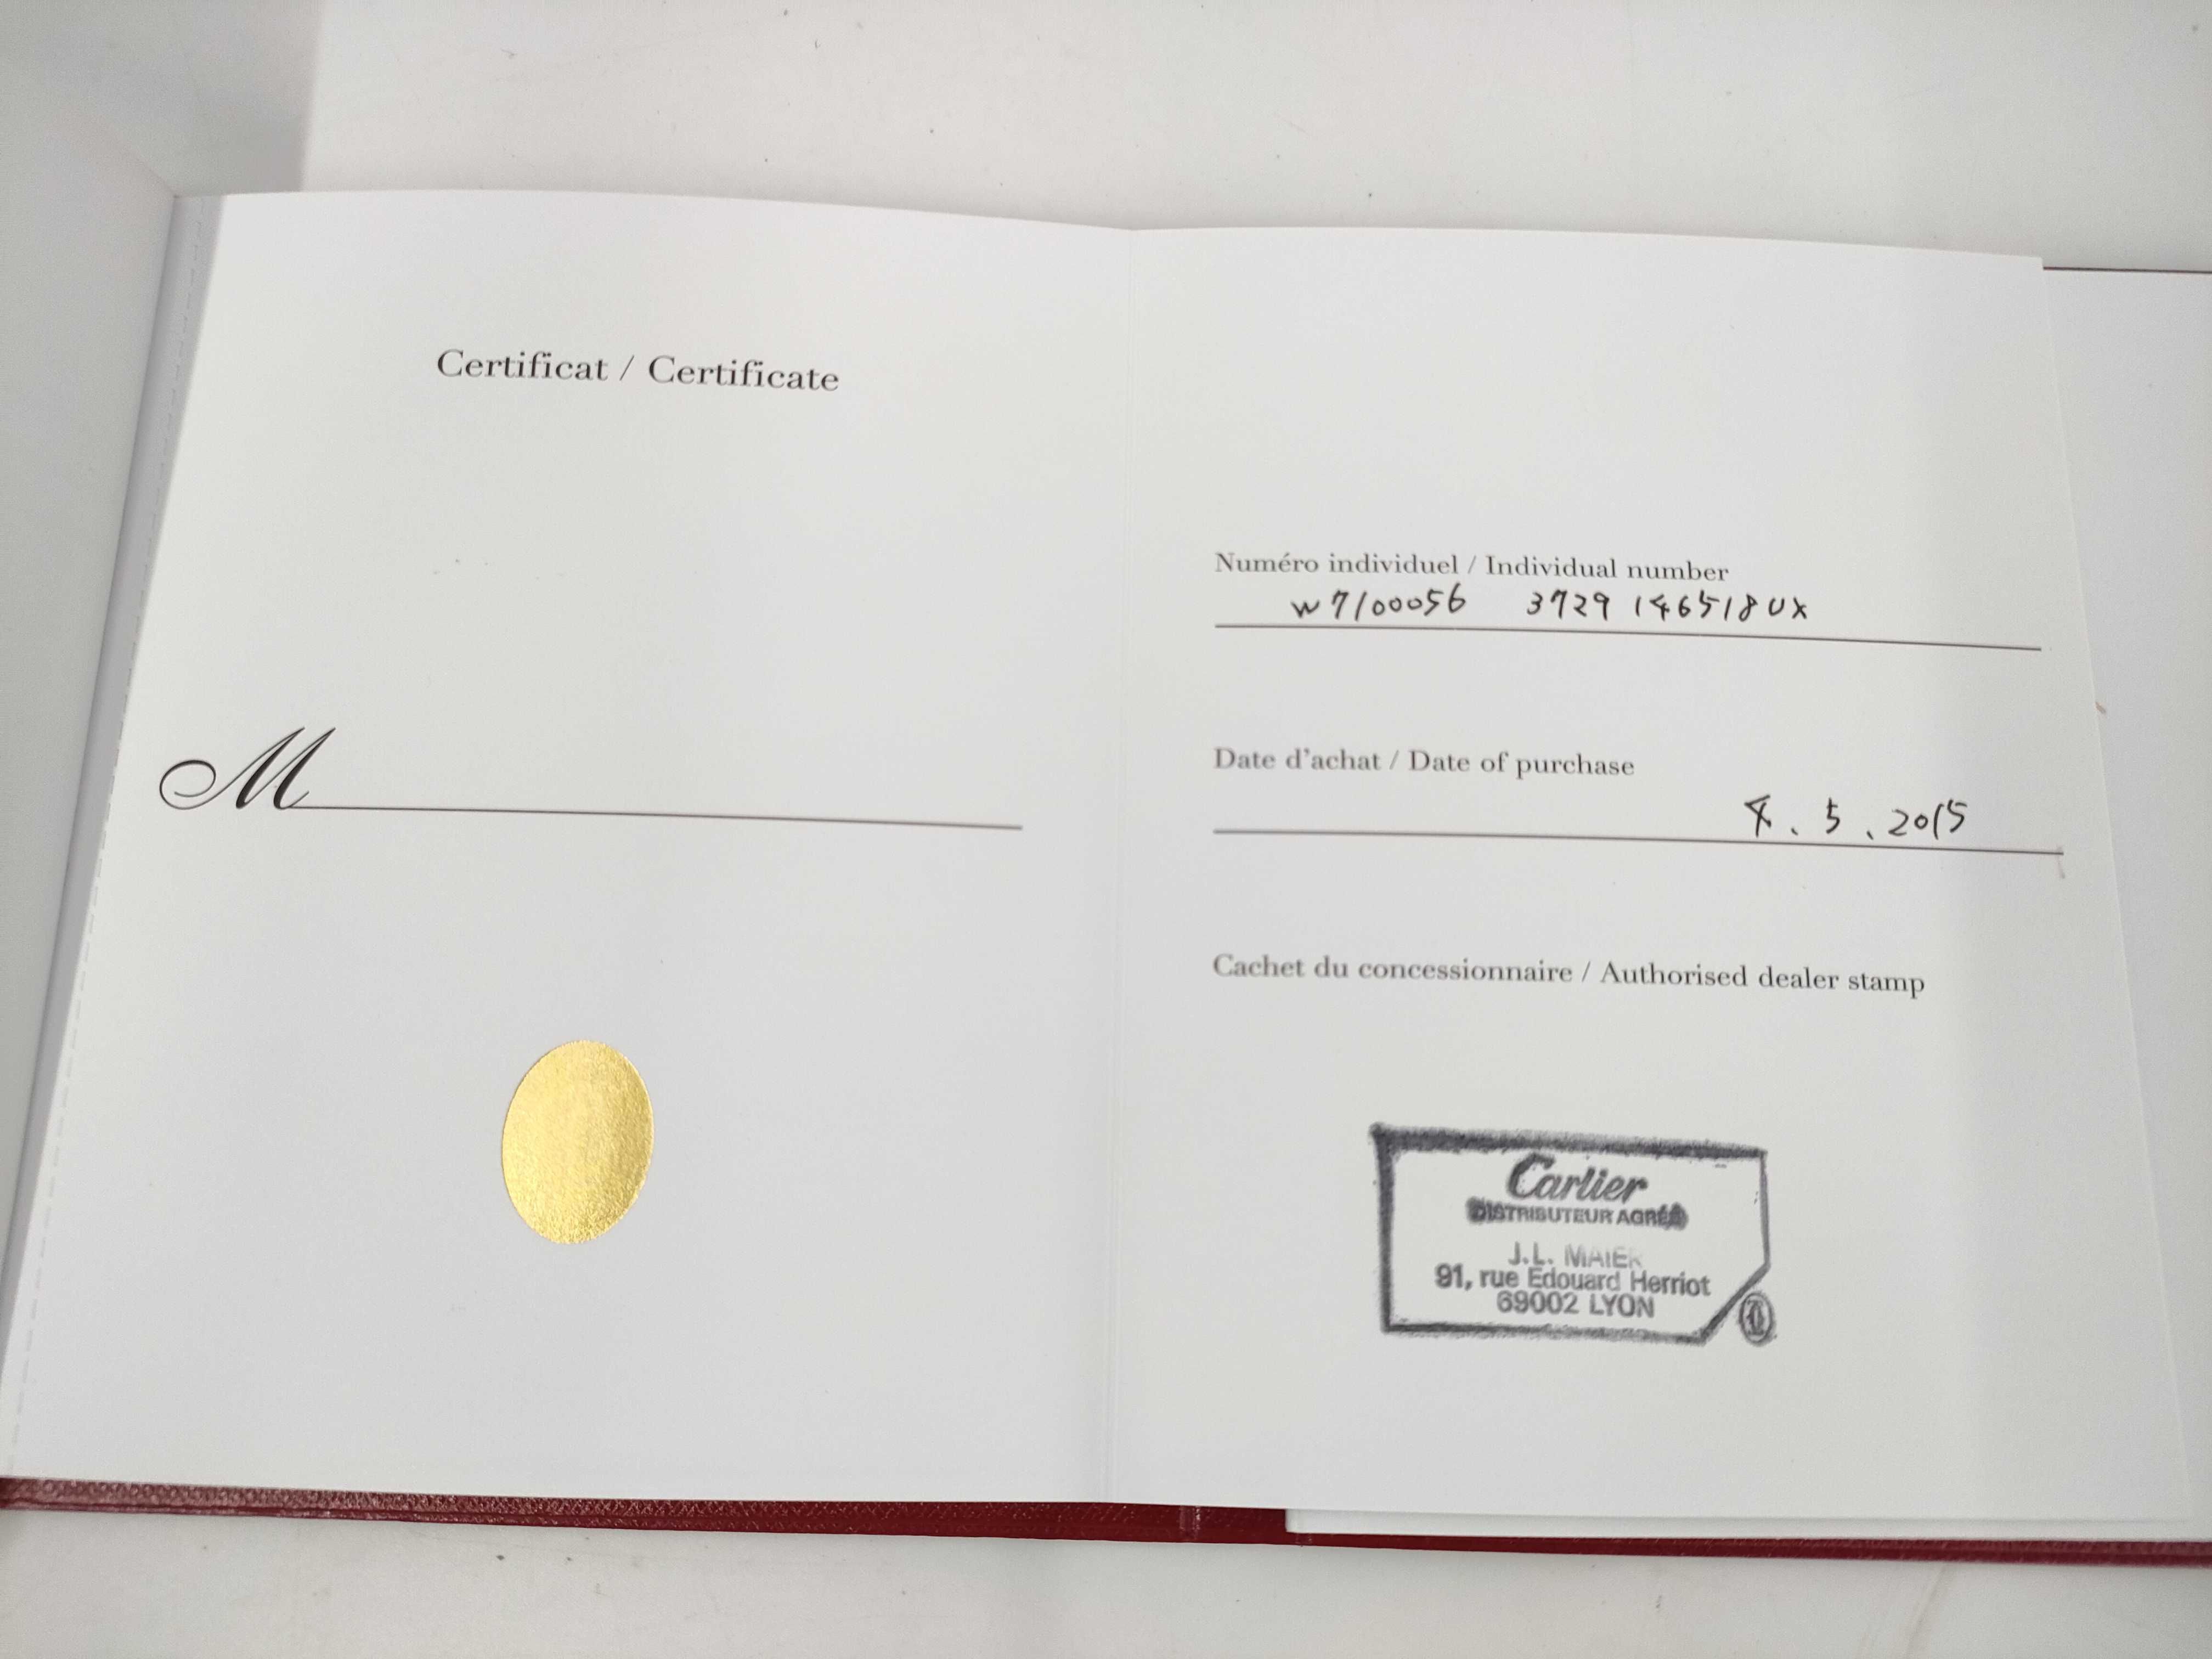 Certificat / Certificate
M
Numéro individuel / Individual number
W7100056 3729 146518UX
Date d'achat / Date of purchase
4. 5. 2015
Cachet du concessionnaire / Authorised dealer stamp
Cartier
DISTRIBUTEUR AGRÉÉ
J.L. MAIER
91, rue Edouard Herriot
69002 LYON